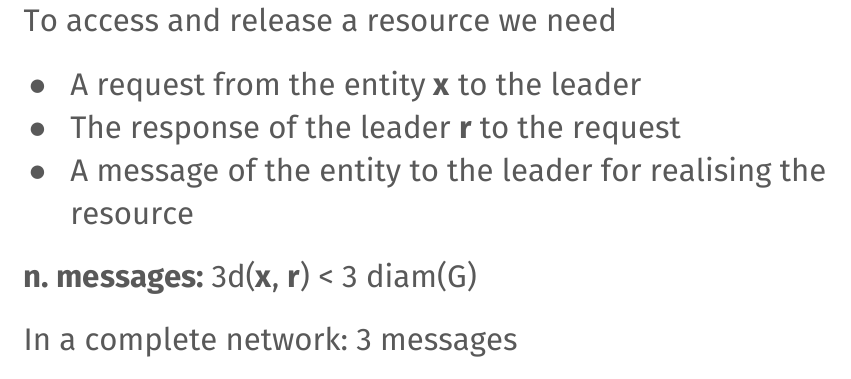 To access and release a resource we need
● A request from the entity x to the leader
● The response of the leader r to the request
● A message of the entity to the leader for realising the
resource
n. messages: 3d(x, r) < 3 diam(G)
In a complete network: 3 messages